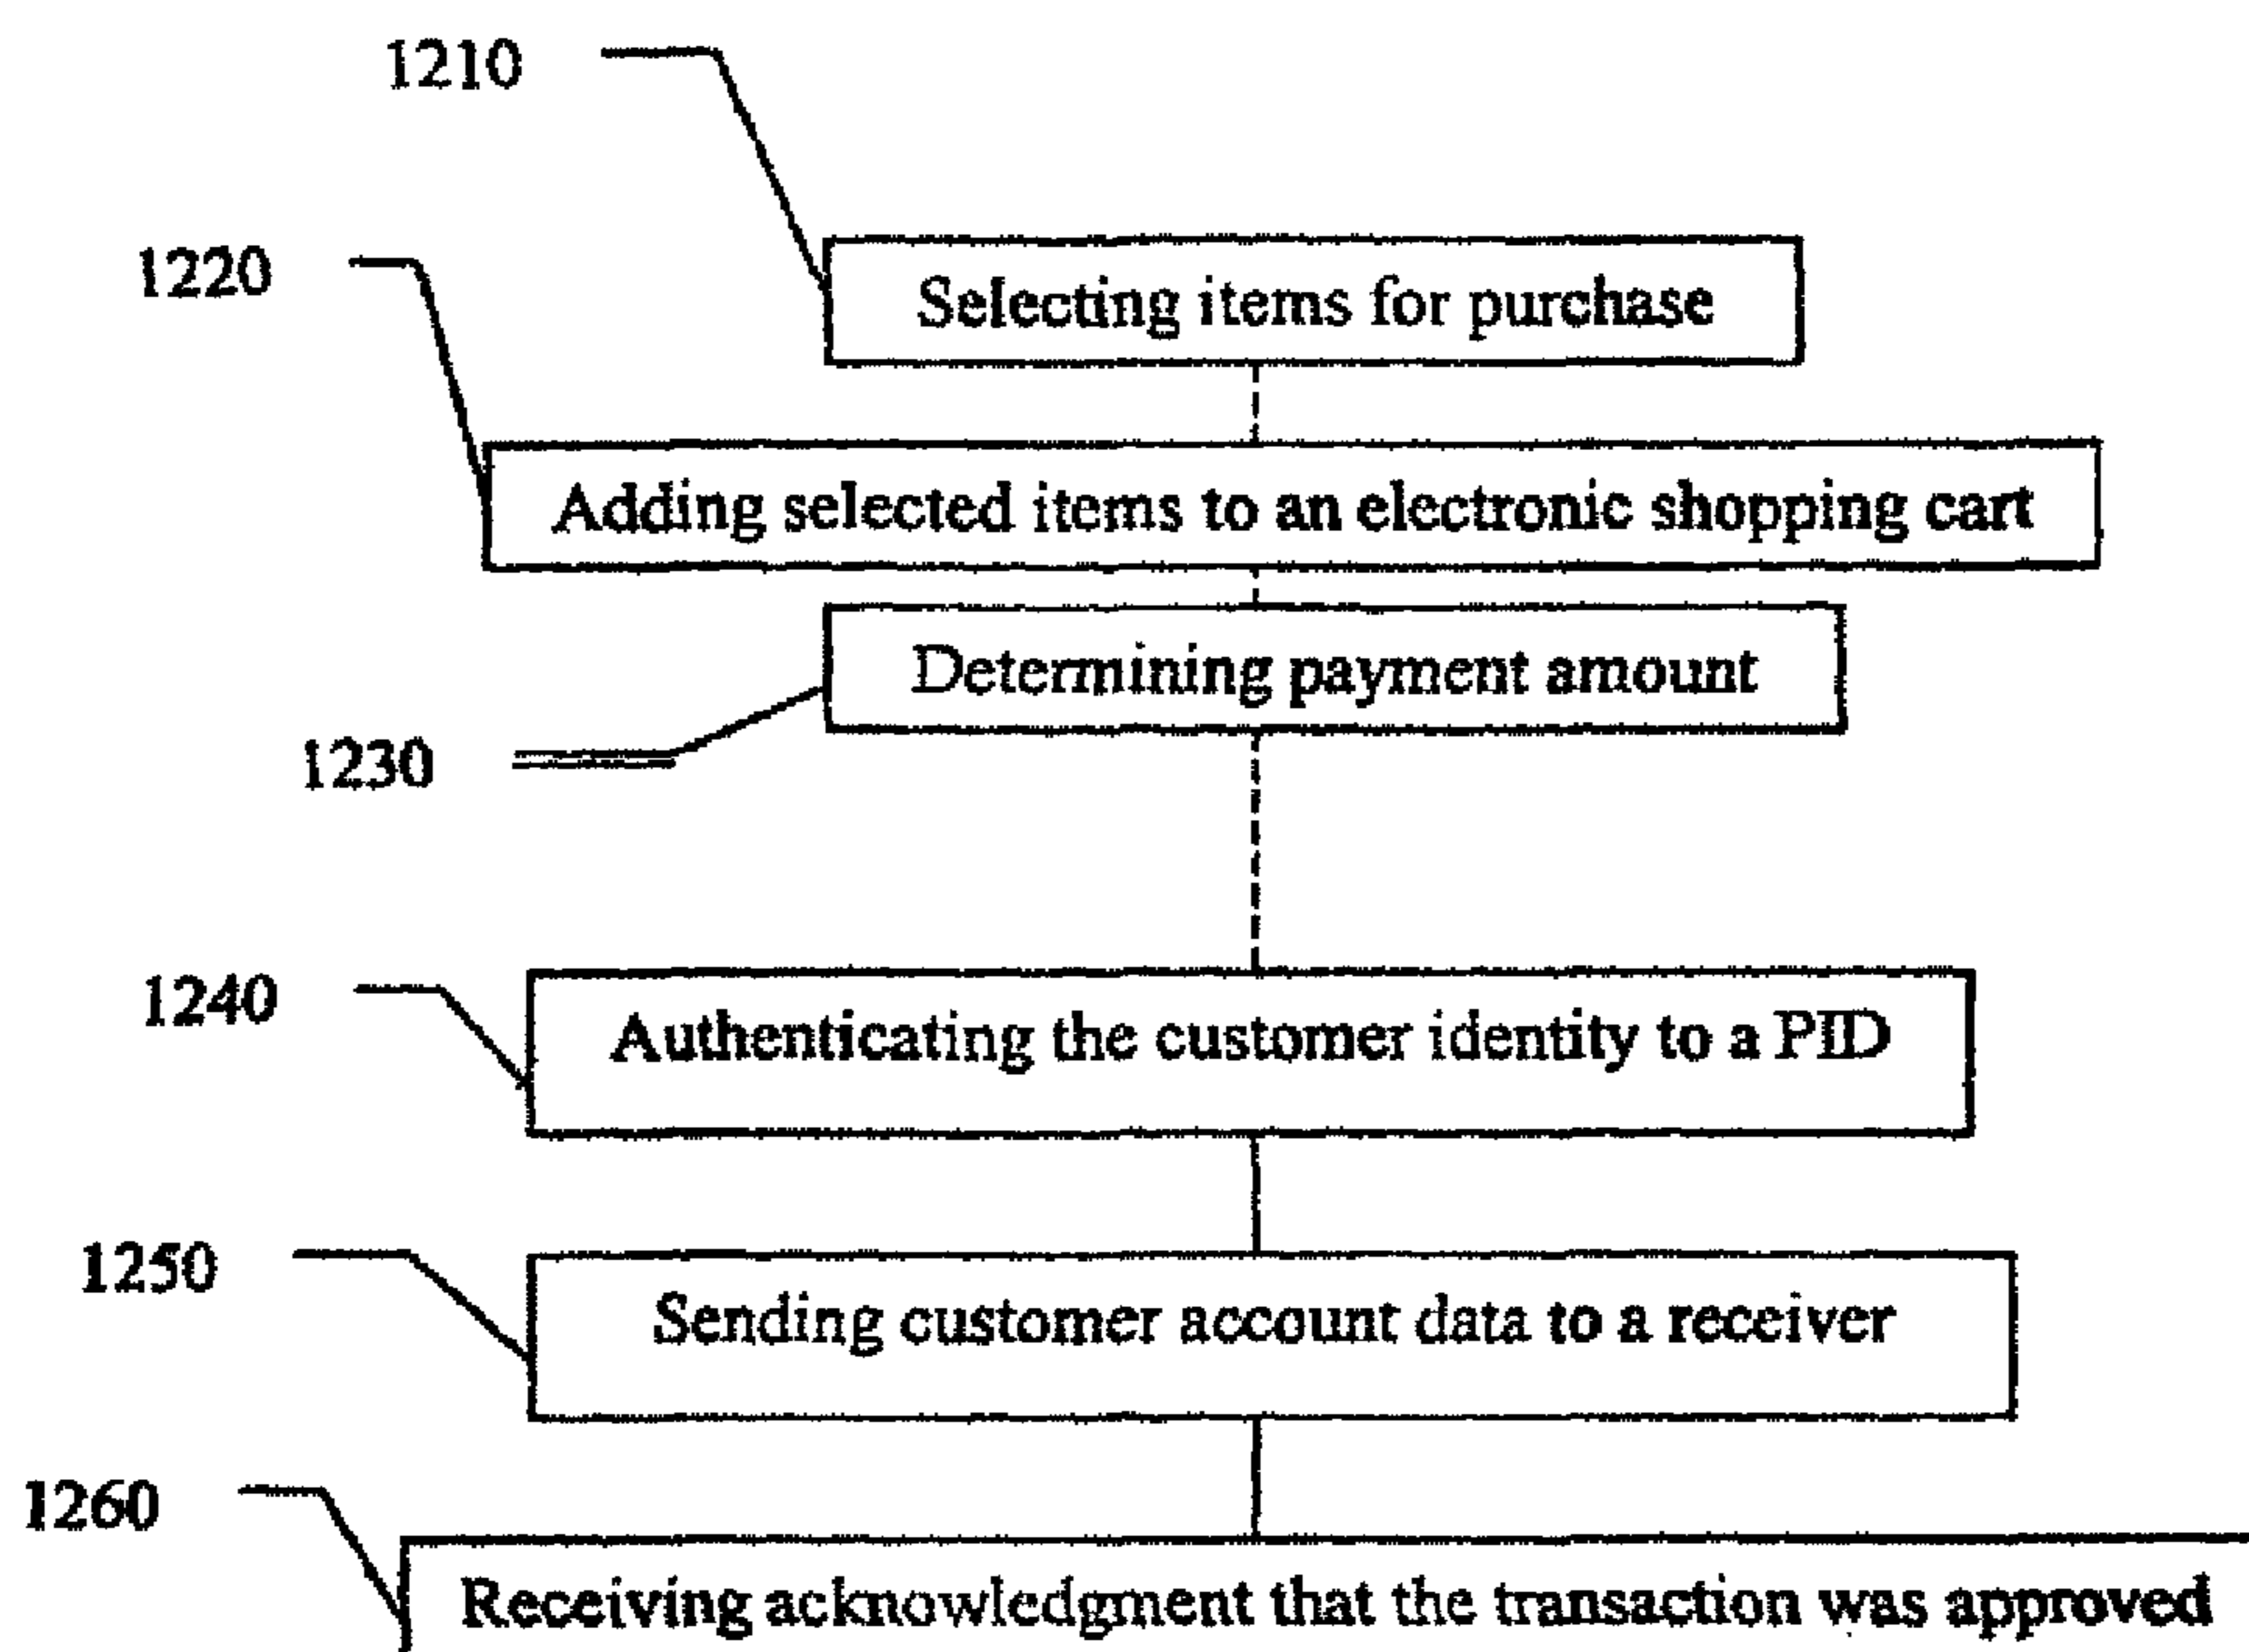 1210
Selecting items for purchase
1220
Adding selected items to an electronic shopping cart
Determining payment amount
1230
1240
Authenticating the customer identity to a PID
1250
Sending customer account data to a receiver
1260
Receiving acknowledgment that the transaction was approved